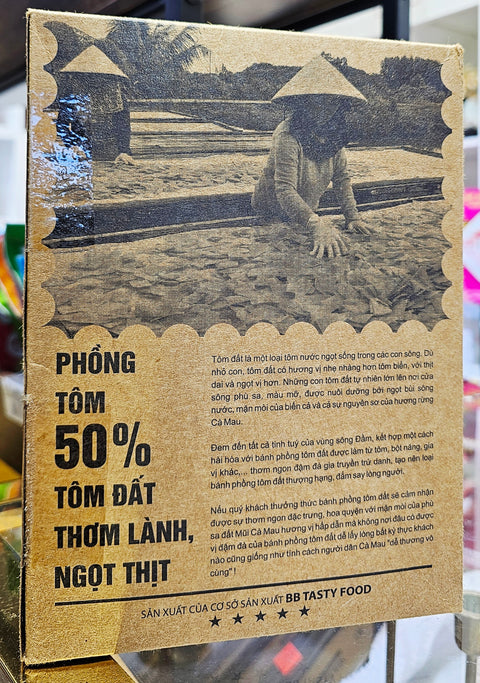 PHỒNG
TÔM
50%
TÔM ĐẤT
THƠM LÀNH,
NGỌT THỊT
Tôm đất là một loại tôm nước ngọt sống trong các con sông. Dù
nhỏ con, tôm đất có hương vị nhẹ nhàng hơn tôm biển, với thịt
dai và ngọt vị hơn. Những con tôm đất tự nhiên lớn lên nơi cửa
sông phù sa, màu mỡ, được nuôi dưỡng bởi ngọt bùi sông
nước, mặn mòi của biển cả và cả sự nguyên sơ của hương rừng
Cà Mau.
Đem đến tất cả tinh tuý của vùng sông Đầm, kết hợp một cách
hài hòa với bánh phồng tôm đất được làm từ tôm, bột năng, gia
vị khác,... thơm ngon đậm đà gia truyền trứ danh, tạo nên loại
bánh phồng tôm đất thượng hạng, đắm say lòng người.
Nếu quý khách thưởng thức bánh phồng tôm đất sẽ cảm nhận
được sự thơm ngon đặc trưng, hoà quyện với mặn mòi của phù
sa đất Mũi Cà Mau hương vị hấp dẫn mà không nơi đâu có được
vị đậm đà của bánh phồng tôm đất dễ lấy lòng bất kỳ thực khách
nào cũng giống như tính cách người dân Cà Mau "dễ thương vô
cùng" !
SẢN XUẤT CỦA CƠ SỞ SẢN XUẤT BB TASTY FOOD